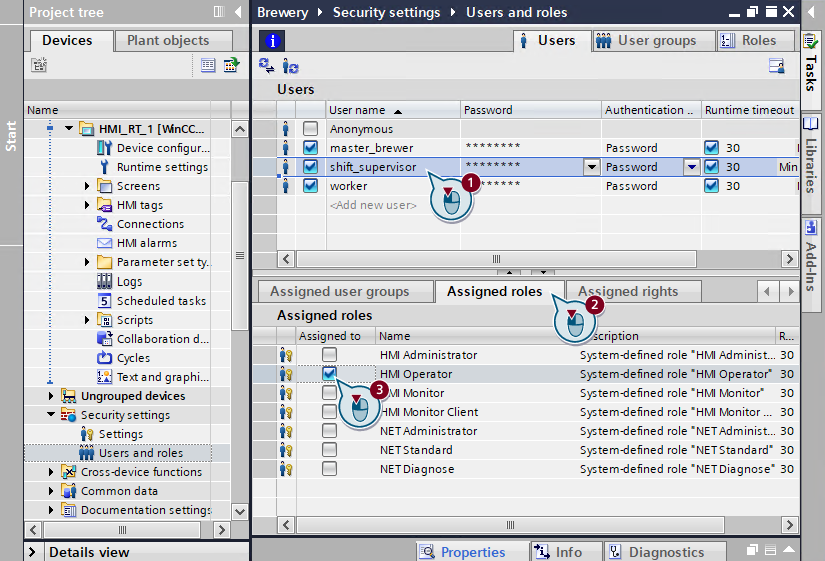 Project tree
Devices
Plant objects
Name
HMI_RT_1 [WinCC...
Device configur...
Runtime settings
Screens
HMI tags
Connections
HMI alarms
Parameter set ty...
Logs
Scheduled tasks
Scripts
Collaboration d...
Cycles
Text and graphi...
Ungrouped devices
Security settings
Settings
Users and roles
Cross-device functions
Common data
Documentation settings
Details view
Start
Brewery Security settings Users and roles
Users User groups Roles
Users
User name Password Authentication .. Runtime timeout
Anonymous
master_brewer ******** Password 30
shift_supervisor ******** Password 30 Min
worker ******** Password 30
<Add new user>
1
Assigned user groups Assigned roles Assigned rights
2
Assigned roles
Assigned to Name scription R...
HMI Administrator System-defined role "HMI Administ... 30
HMI Operator System-defined role "HMI Operator" 30
3
MI Monitor System-defined role "HMI Monitor" 30
HMI Monitor Client System-defined role "HMI Monitor ... 30
NET Administrator System-defined role "NET Administ... 30
NET Standard System-defined role "NET Standard" 30
NET Diagnose System-defined role "NET Diagnose" 30
Properties Info Diagnostics
Tasks
Libraries
Add-Ins